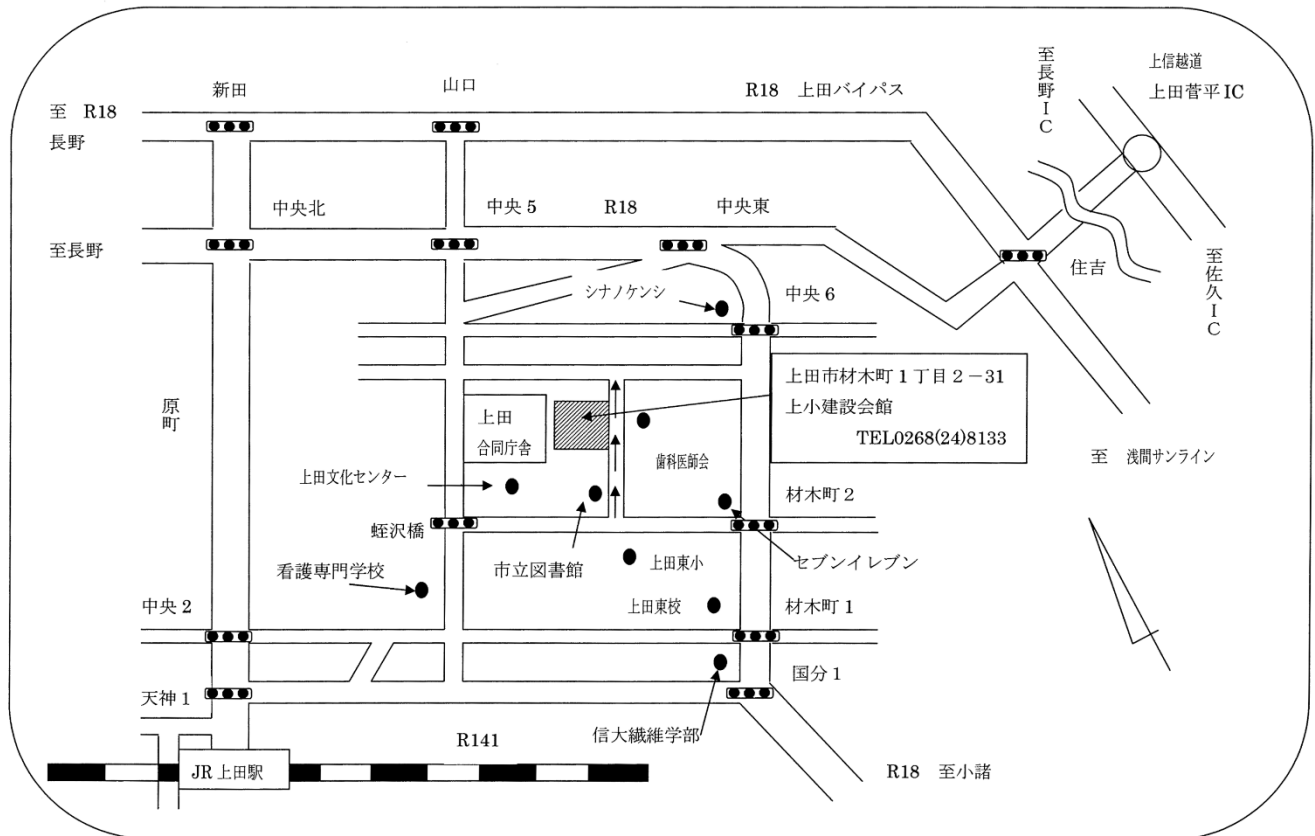 新田
山口
R18 上田バイパス
至長野IC
上信越道
上田菅平IC
至 R18
長野
中央北
中央5
R18
中央東
至長野
住吉
至佐久IC
シナノケンシ
中央6
原町
上田
合同庁舎
上田市材木町1丁目2－31
上小建設会館
TEL0268(24)8133
歯科医師会
至 浅間サンライン
上田文化センター
材木町2
蛭沢橋
看護専門学校
市立図書館
上田東小
セブンイレブン
中央2
上田東校
材木町1
天神1
国分1
信大繊維学部
R141
JR上田駅
R18 至小諸